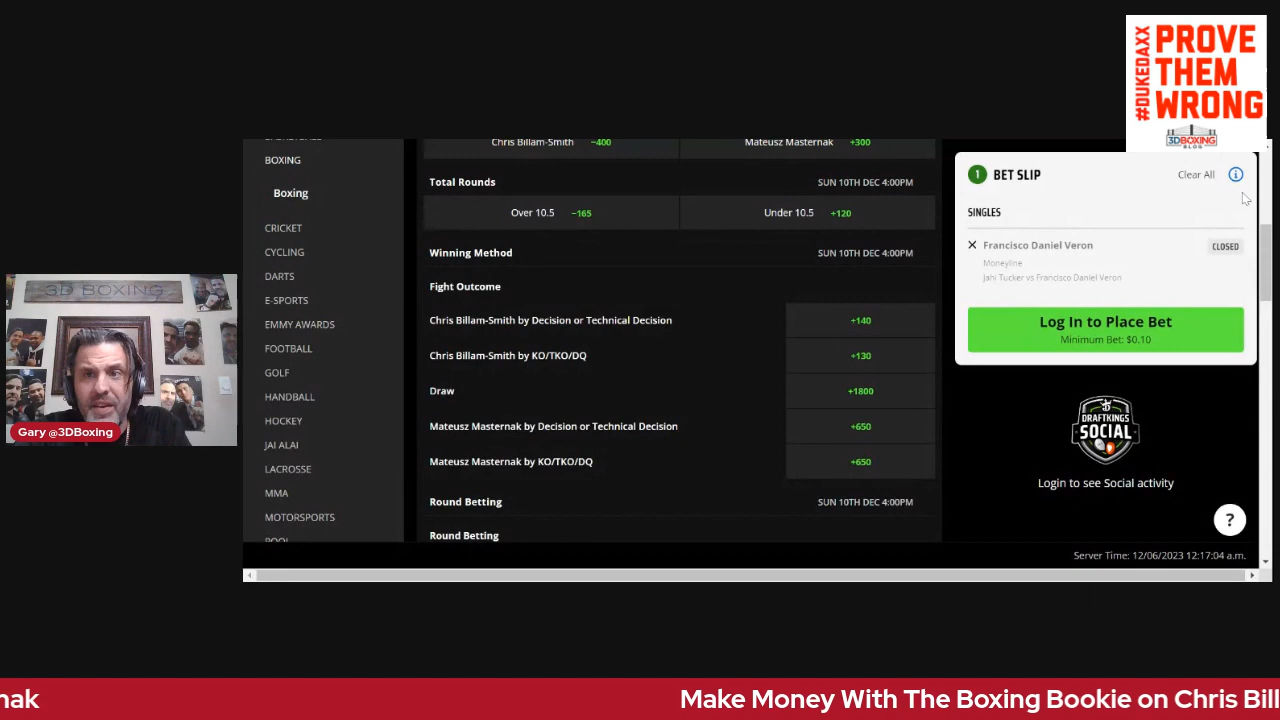 #DUKEDAXX
PROVE
THEM
WRONG
3DBOXING
BLOG
3D BOXING
Gary @3DBoxing
BOXING
Boxing
CRICKET
CYCLING
DARTS
E-SPORTS
EMMY AWARDS
FOOTBALL
GOLF
HANDBALL
HOCKEY
JAI ALAI
LACROSSE
MMA
MOTORSPORTS
Chris Billam-Smith −400 Mateusz Masternak +300
Total Rounds SUN 10TH DEC 4:00PM
Over 10.5 −165 Under 10.5 +120
Winning Method SUN 10TH DEC 4:00PM
Fight Outcome
Chris Billam-Smith by Decision or Technical Decision +140
Chris Billam-Smith by KO/TKO/DQ +130
Draw +1800
Mateusz Masternak by Decision or Technical Decision +650
Mateusz Masternak by KO/TKO/DQ +650
Round Betting SUN 10TH DEC 4:00PM
Round Betting
1 BET SLIP Clear All
SINGLES
Francisco Daniel Veron CLOSED
Moneyline
Jahi Tucker vs Francisco Daniel Veron
Log In to Place Bet
Minimum Bet: $0.10
DRAFTKINGS
SOCIAL
Login to see Social activity
?
Server Time: 12/06/2023 12:17:04 a.m.
nak Make Money With The Boxing Bookie on Chris Bill